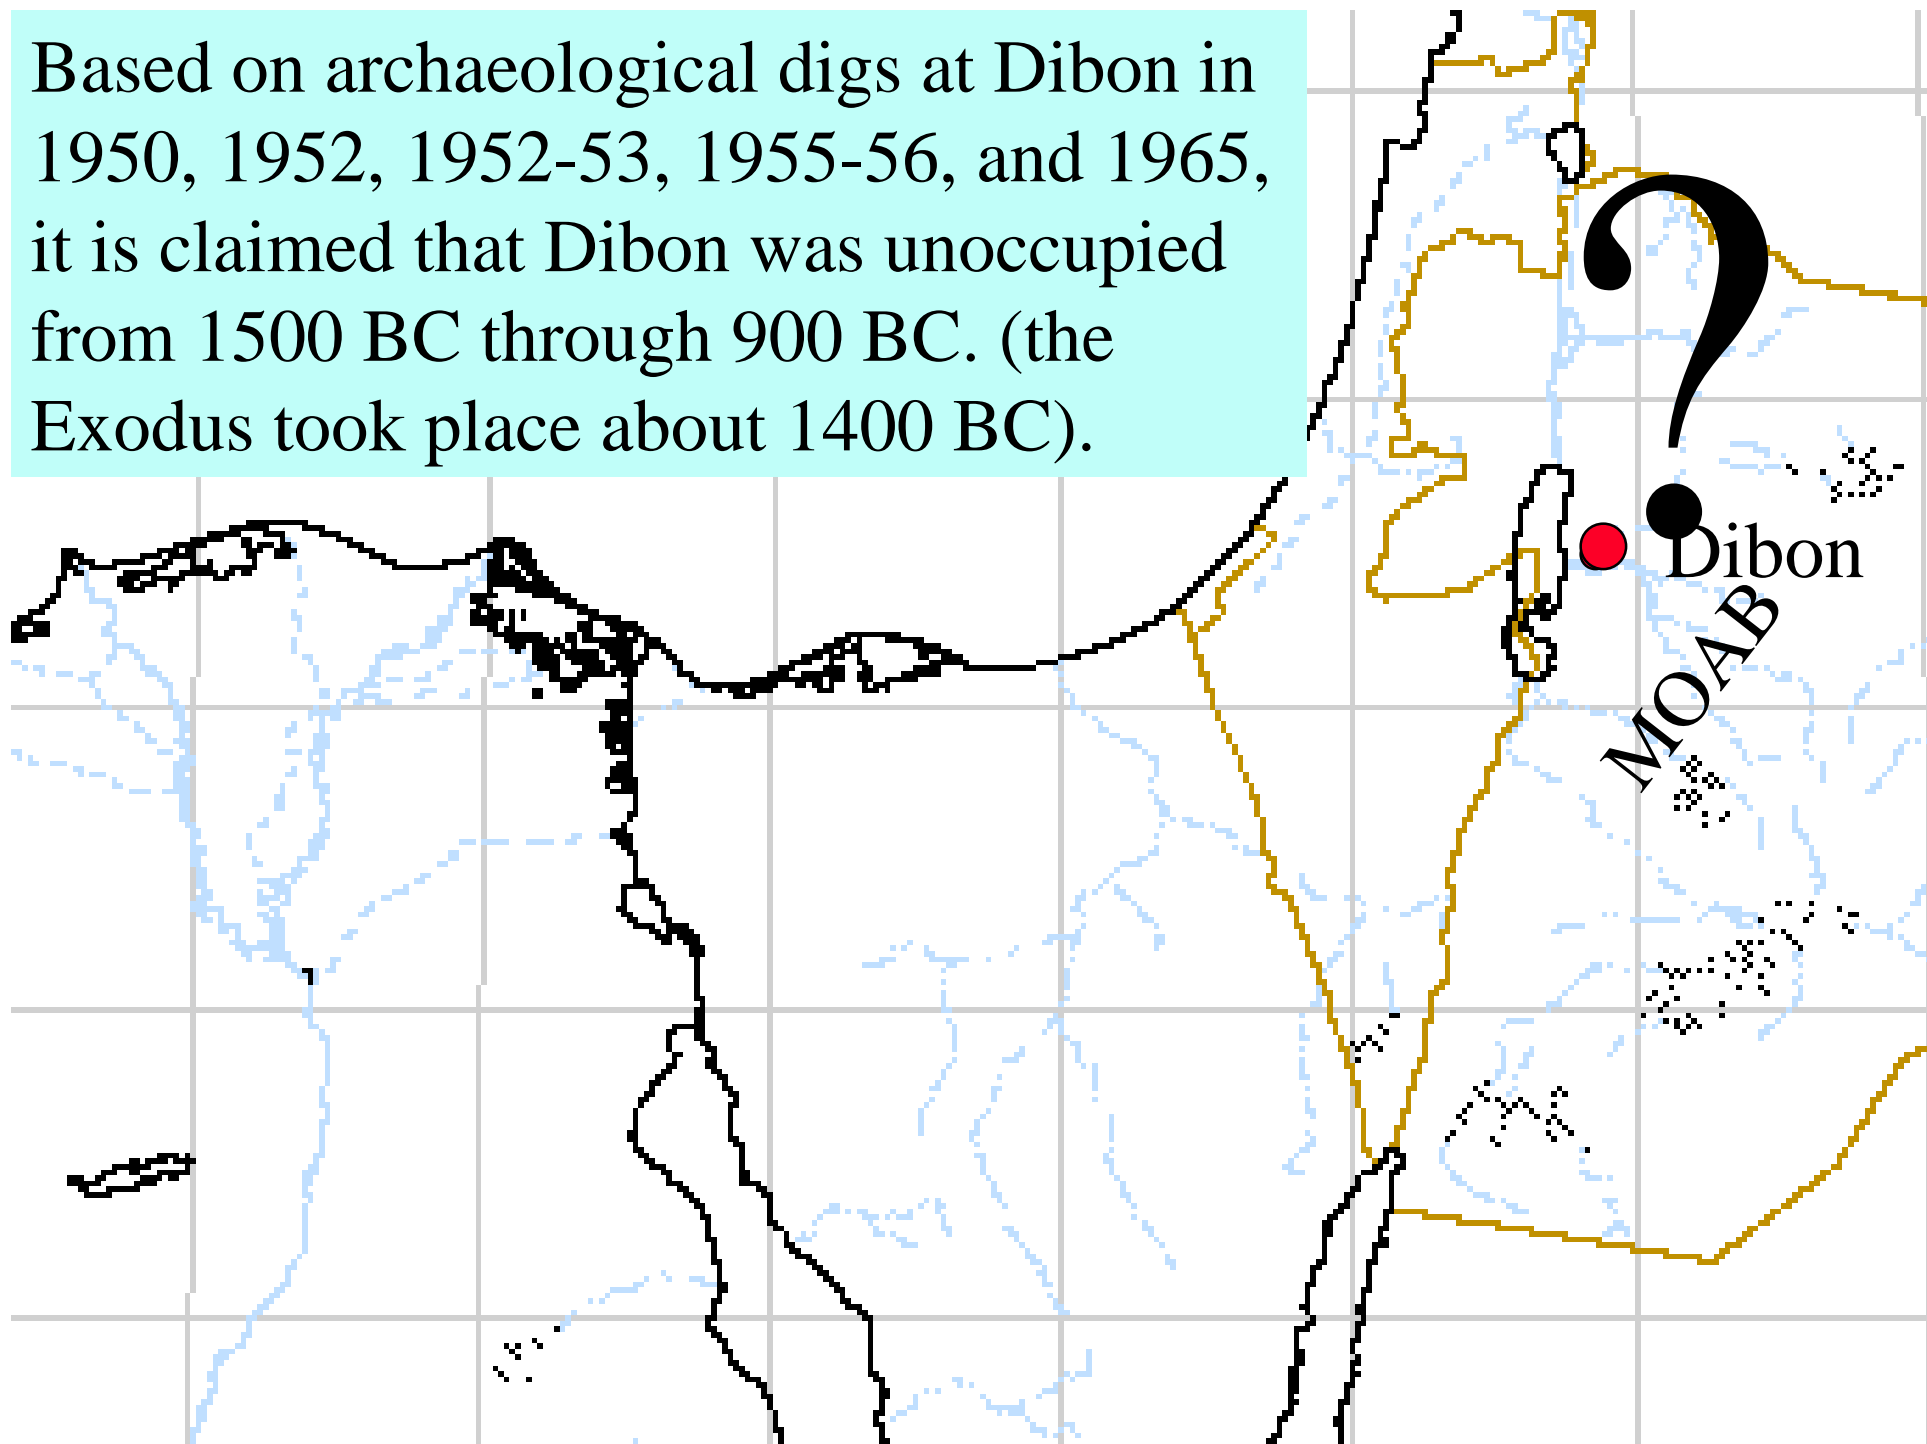 Based on archaeological digs at Dibon in
1950, 1952, 1952-53, 1955-56, and 1965,
it is claimed that Dibon was unoccupied
from 1500 BC through 900 BC. (the
Exodus took place about 1400 BC).
?
Dibon
MOAB